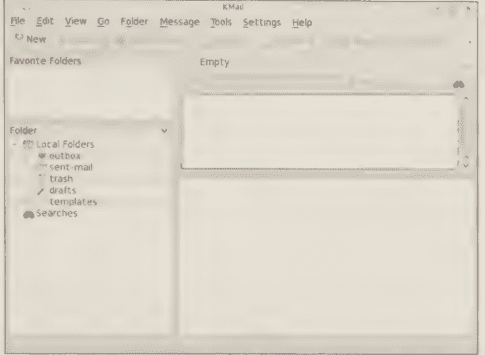 KMail
File Edit View Go Folder Message Tools Settings Help
New
Favorite Folders
Empty
Folder
Local Folders
outbox
sent-mail
trash
drafts
templates
Searches